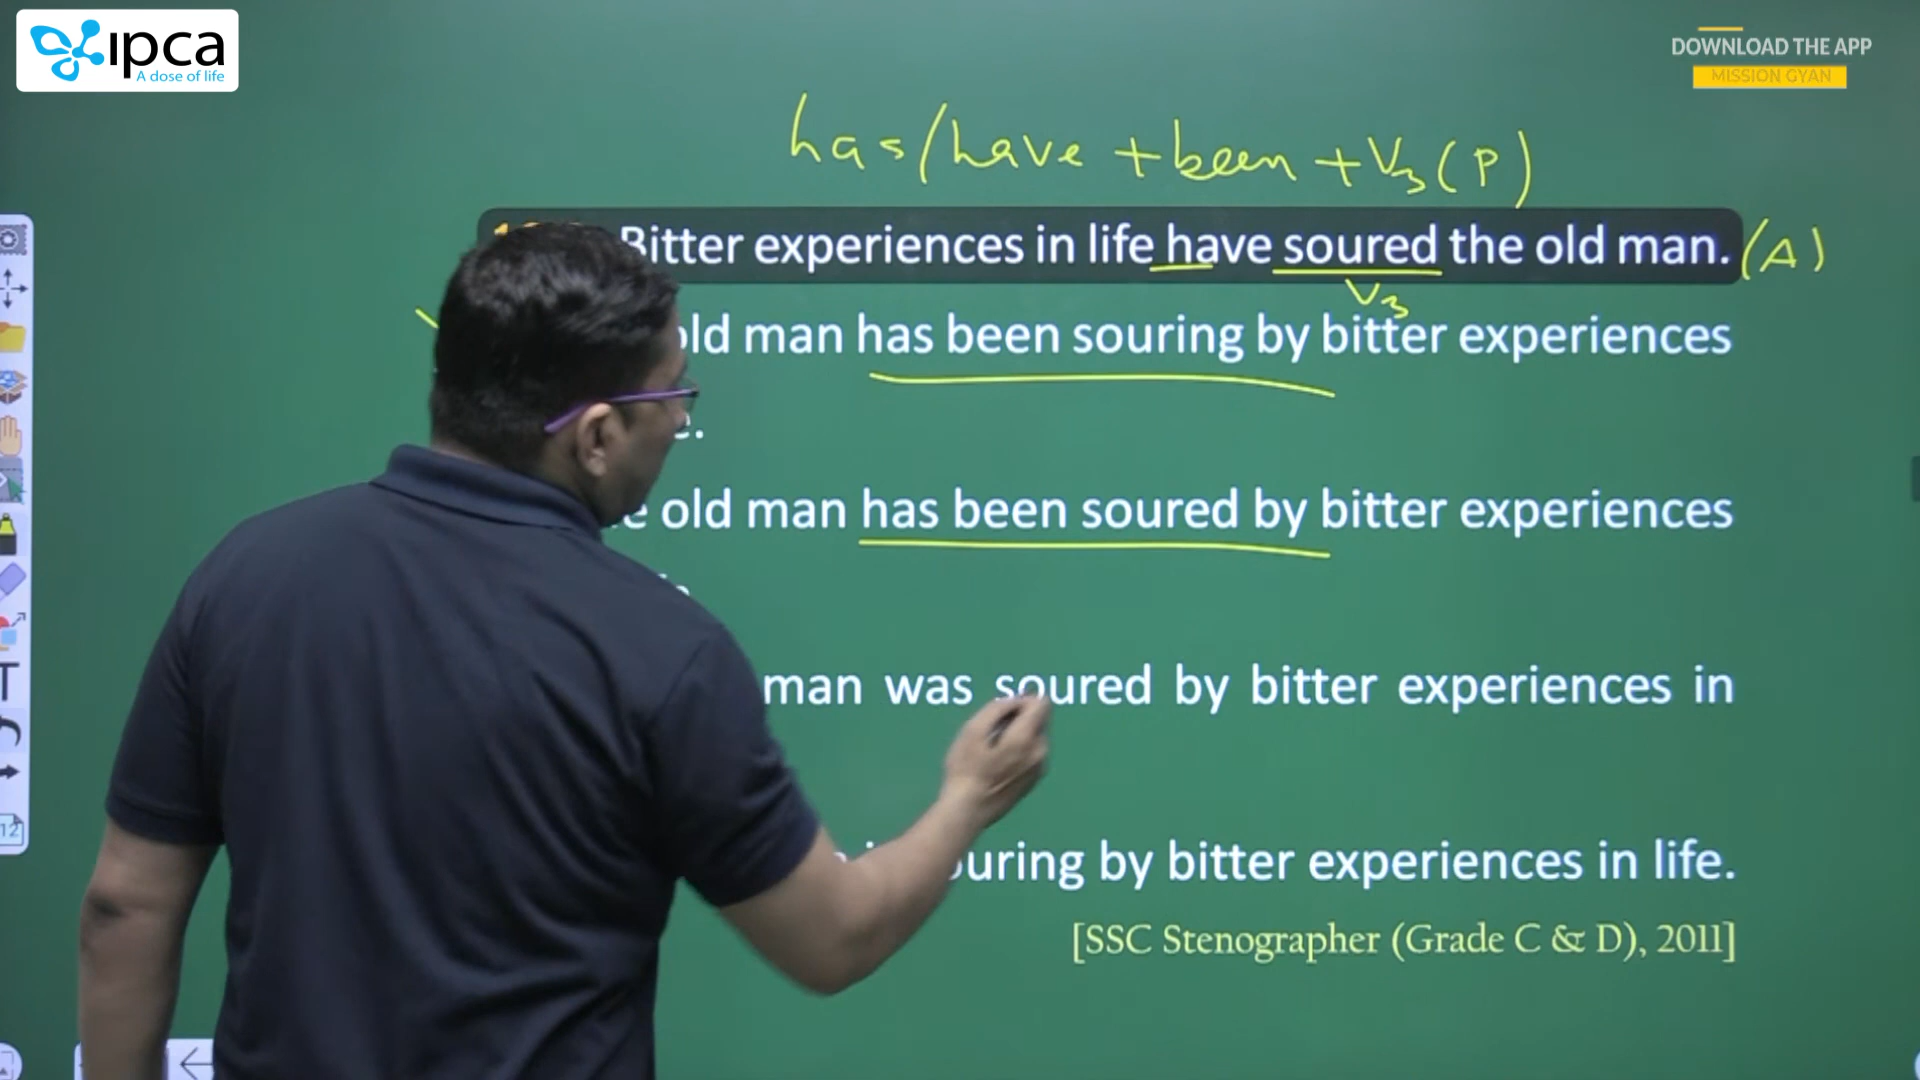 ipca
A dose of life
DOWNLOAD THE APP
MISSION GYAN
has/have + been + V3 (P)
Bitter experiences in life have soured the old man. (A)
V3
old man has been souring by bitter experiences
old man has been soured by bitter experiences
man was soured by bitter experiences in
by bitter experiences in life.
[SSC Stenographer (Grade C & D), 2011]
T
12